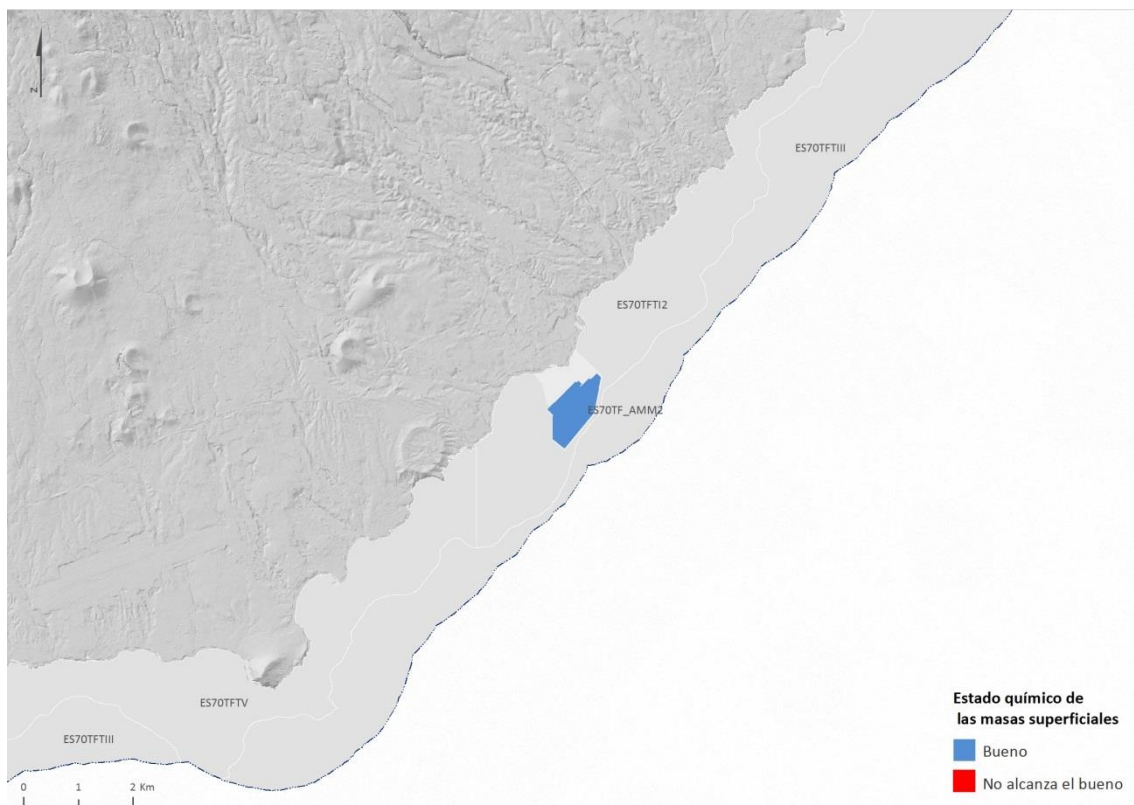 N
ES70TFTIII
ES70TFTI2
ES70TF_AMM2
ES70TFTV
ES70TFTIII
Estado químico de
las masas superficiales
Bueno
No alcanza el bueno
0 1 2 Km